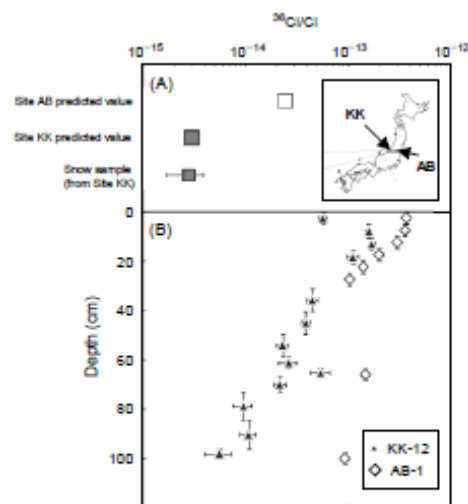 ³⁶Cl/Cl
10⁻¹⁵ 10⁻¹⁴ 10⁻¹³ 10⁻¹²
(A)
Site AB predicted value
KK
Site KK predicted value
AB
Snow sample
(from Site KK)
0
(B)
20
40
60
80
100
Depth (cm)
KK-12
AB-1